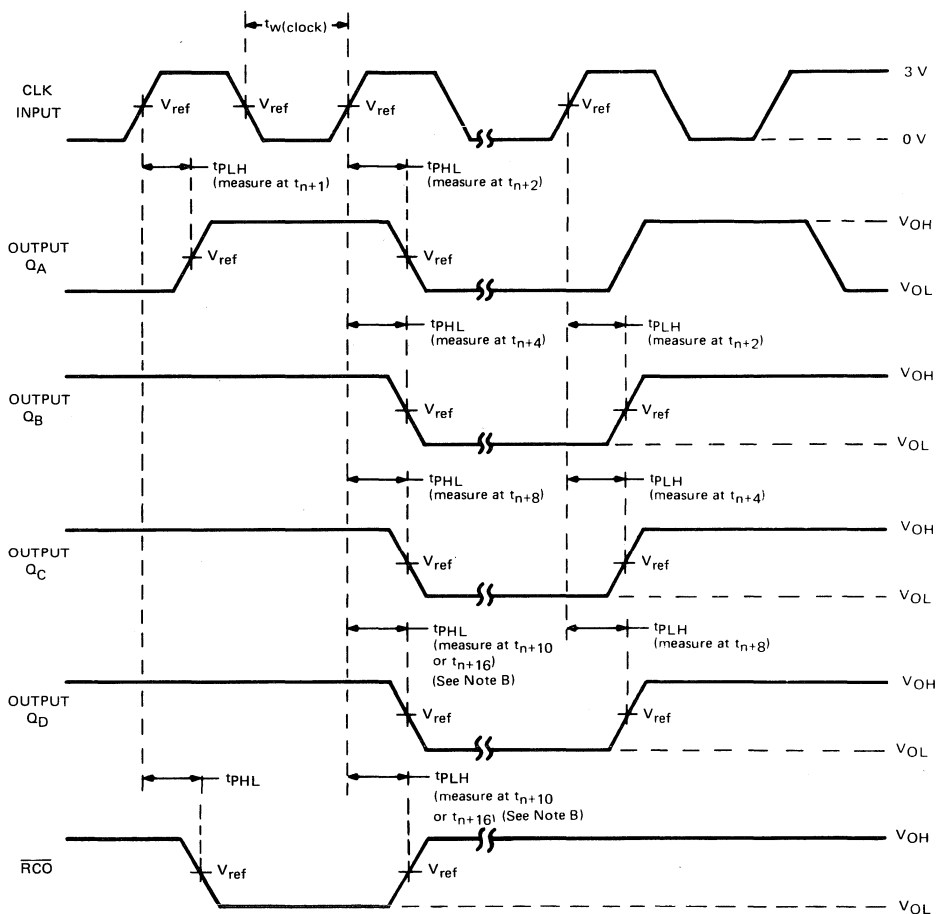 tw(clock)
CLK
INPUT
Vref
Vref
Vref
Vref
3 V
0 V
tPLH
(measure at tn+1)
tPHL
(measure at tn+2)
OUTPUT
QA
Vref
Vref
VOH
VOL
tPHL
(measure at tn+4)
tPLH
(measure at tn+2)
OUTPUT
QB
Vref
Vref
VOH
VOL
tPHL
(measure at tn+8)
tPLH
(measure at tn+4)
OUTPUT
QC
Vref
Vref
VOH
VOL
tPHL
(measure at tn+10
or tn+16)
(See Note B)
tPLH
(measure at tn+8)
OUTPUT
QD
Vref
Vref
VOH
VOL
tPHL
tPLH
(measure at tn+10
or tn+16) (See Note B)
RCO
Vref
Vref
VOH
VOL